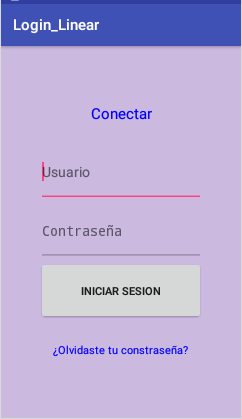 Login_Linear
Conectar
Usuario
Contraseña
INICIAR SESION
¿Olvidaste tu constraseña?